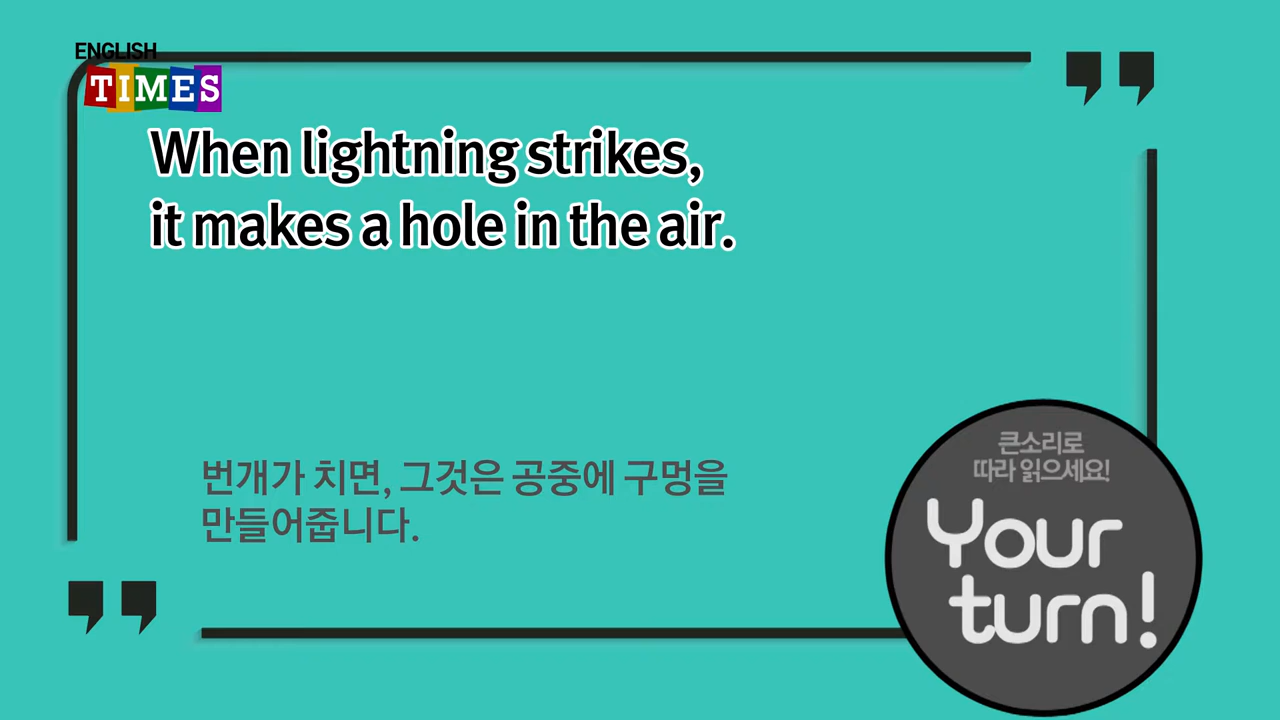 ENGLISH
TIMES
When lightning strikes,
it makes a hole in the air.
번개가 치면, 그것은 공중에 구멍을
만들어줍니다.
큰소리로
따라 읽으세요!
Your
turn!